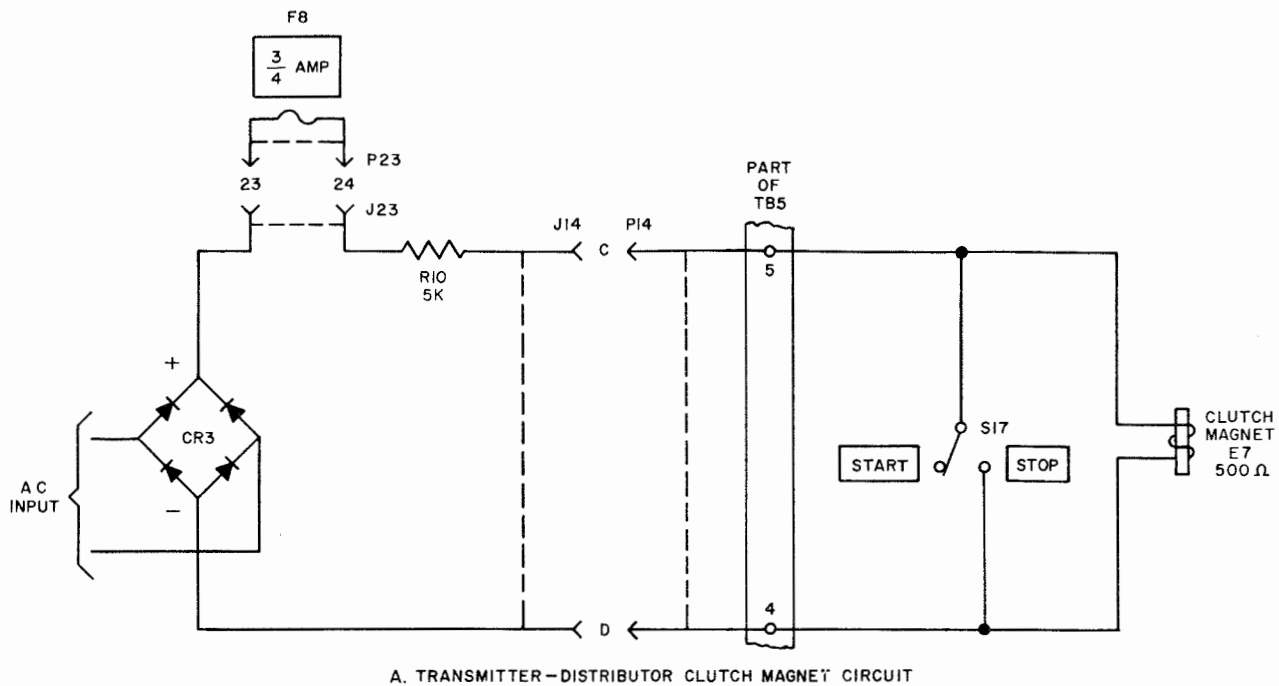 F8
3/4 AMP
P23
23 24
J23
R10
5K
J14 C P14
PART
OF
TB5
5
+
CR3
-
AC
INPUT
S17
START
STOP
CLUTCH
MAGNET
E7
500Ω
D
4
A. TRANSMITTER-DISTRIBUTOR CLUTCH MAGNET CIRCUIT